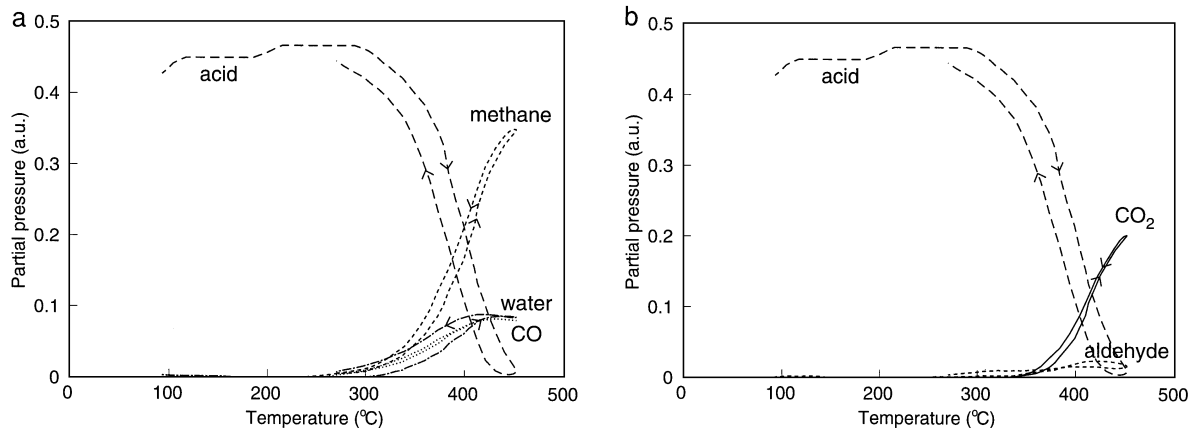 a
0.5
0.4
0.3
0.2
0.1
0
Partial pressure (a.u.)
acid
methane
water
CO
0 100 200 300 400 500
Temperature (ºC)
b
0.5
0.4
0.3
0.2
0.1
0
Partial pressure (a.u.)
acid
CO₂
aldehyde
0 100 200 300 400 500
Temperature (ºC)